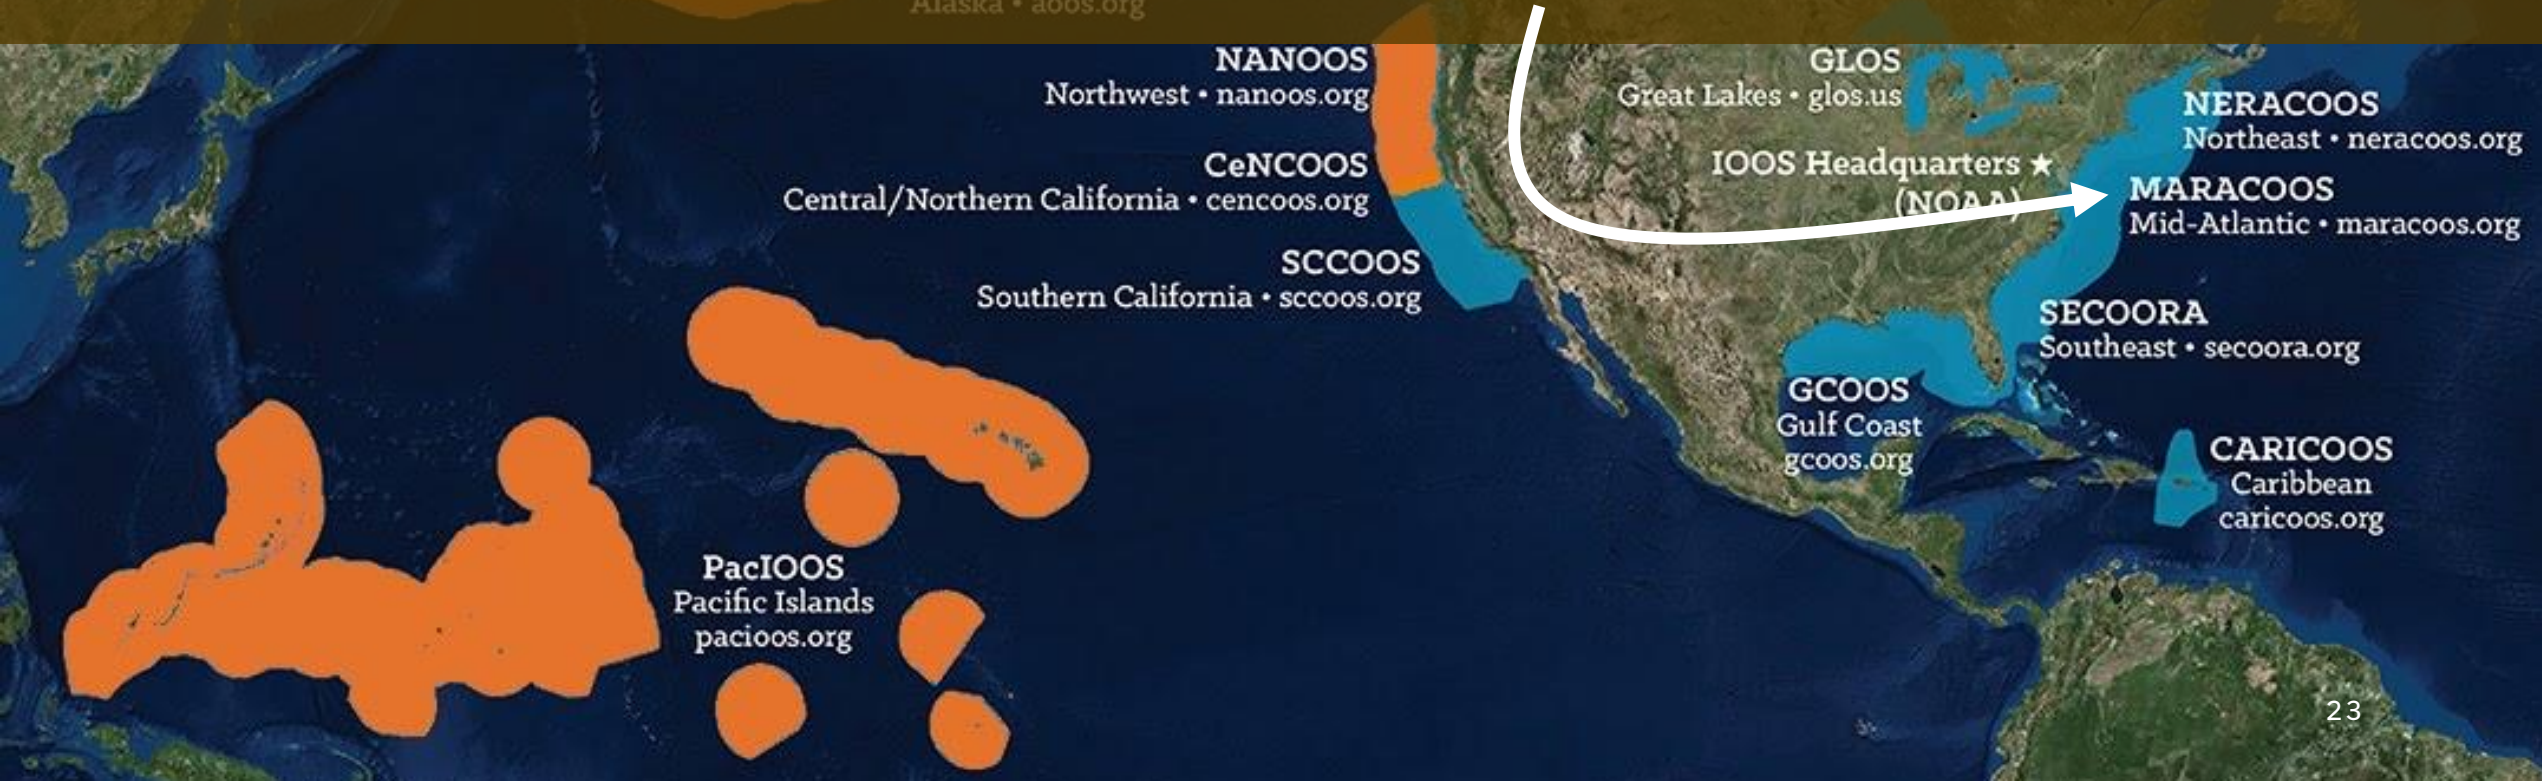 Alaska • aoos.org
NANOOS
Northwest • nanoos.org
CeNCOOS
Central/Northern California • cencoos.org
SCCOOS
Southern California • sccoos.org
GLOS
Great Lakes • glos.us
IOOS Headquarters ★
(NOAA)
NERACOOS
Northeast • neracoos.org
MARACOOS
Mid-Atlantic • maracoos.org
SECOORA
Southeast • secoora.org
GCOOS
Gulf Coast
gcoos.org
CARICOOS
Caribbean
caricoos.org
PacIOOS
Pacific Islands
pacioos.org
23